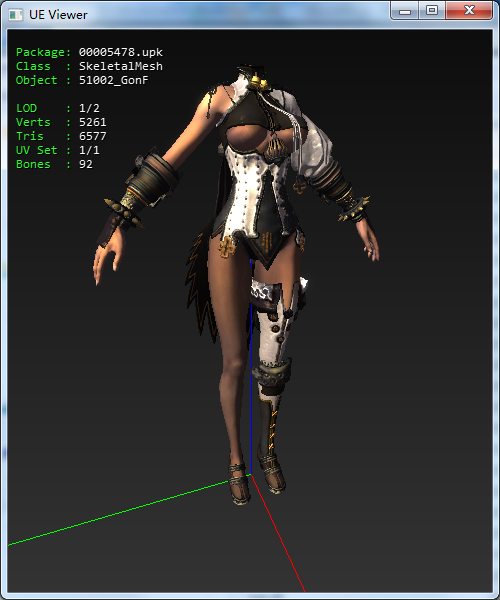 UE Viewer
Package: 00005478.upk
Class : SkeletalMesh
Object : 51002_GonF
LOD : 1/2
Verts : 5261
Tris : 6577
UV Set : 1/1
Bones : 92